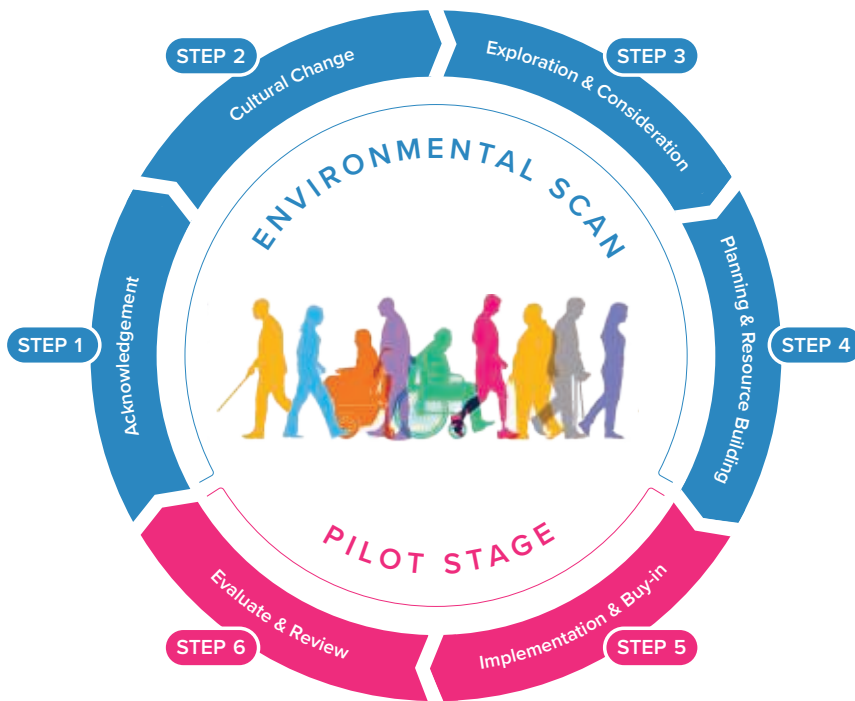 STEP 1
Acknowledgement
STEP 2
Cultural Change
STEP 3
Exploration & Consideration
STEP 4
Planning & Resource Building
STEP 5
Implementation & Buy-in
STEP 6
Evaluate & Review
ENVIRONMENTAL SCAN
PILOT STAGE